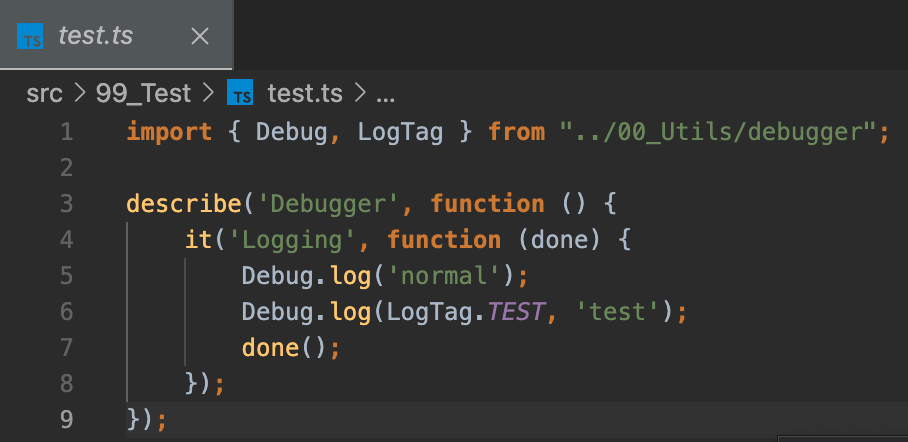 TS test.ts ×
src > 99_Test > TS test.ts > ...
1 import { Debug, LogTag } from "../00_Utils/debugger";
2
3 describe('Debugger', function () {
4     it('Logging', function (done) {
5         Debug.log('normal');
6         Debug.log(LogTag.TEST, 'test');
7         done();
8     });
9 });